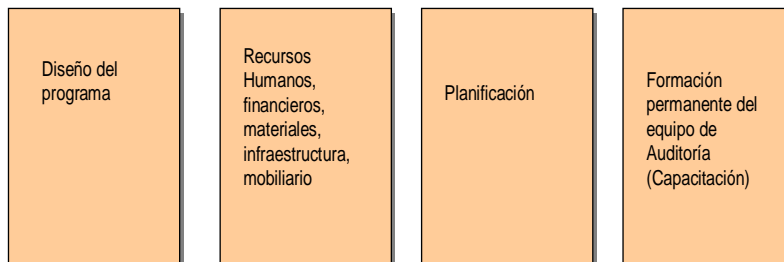 Diseño del
programa
Recursos
Humanos,
financieros,
materiales,
infraestructura,
mobiliario
Planificación
Formación
permanente del
equipo de
Auditoría
(Capacitación)